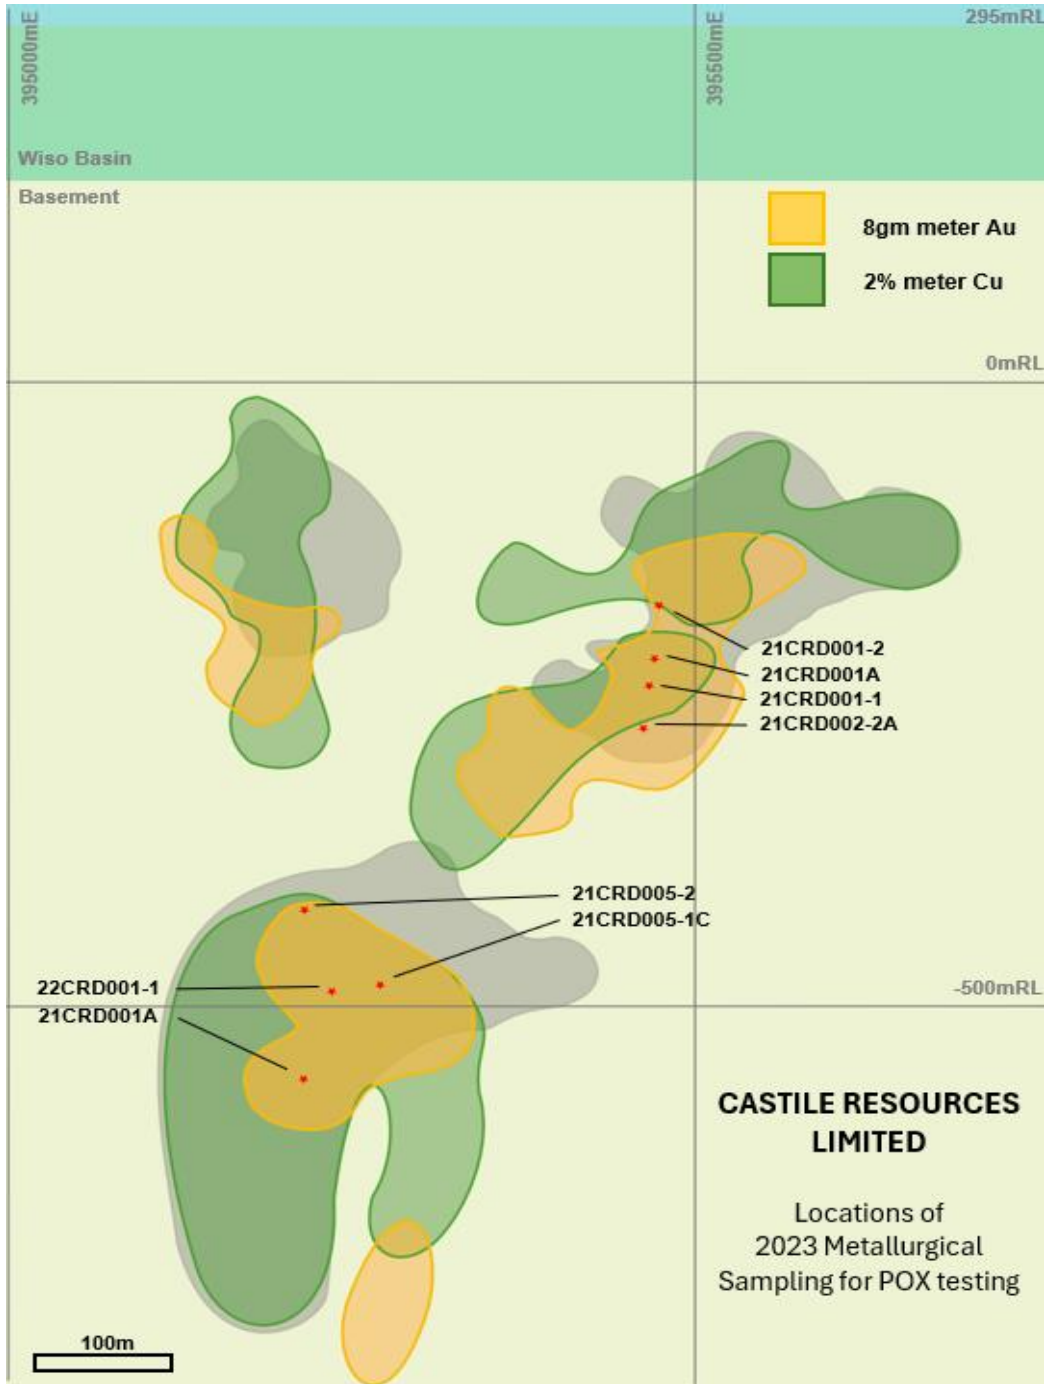 295mRL
395000mE
395500mE
Wiso Basin
Basement
8gm meter Au
2% meter Cu
0mRL
21CRD001-2
21CRD001A
21CRD001-1
21CRD002-2A
21CRD005-2
21CRD005-1C
22CRD001-1
-500mRL
21CRD001A
CASTILE RESOURCES
LIMITED
Locations of
2023 Metallurgical
Sampling for POX testing
100m